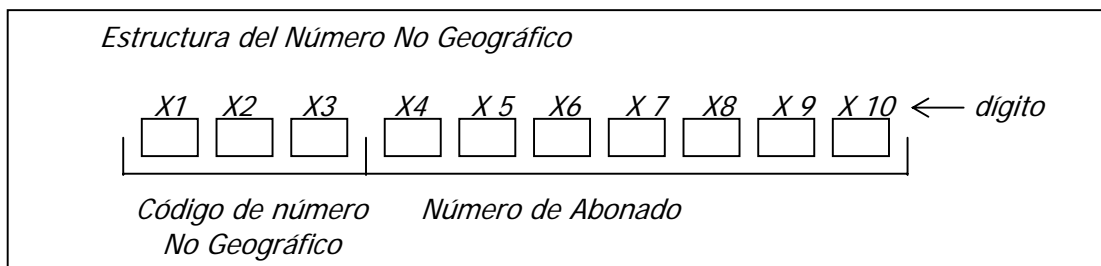 Estructura del Número No Geográfico
X1 X2 X3 X4 X 5 X6 X 7 X8 X 9 X 10 dígito
Código de número Número de Abonado
No Geográfico